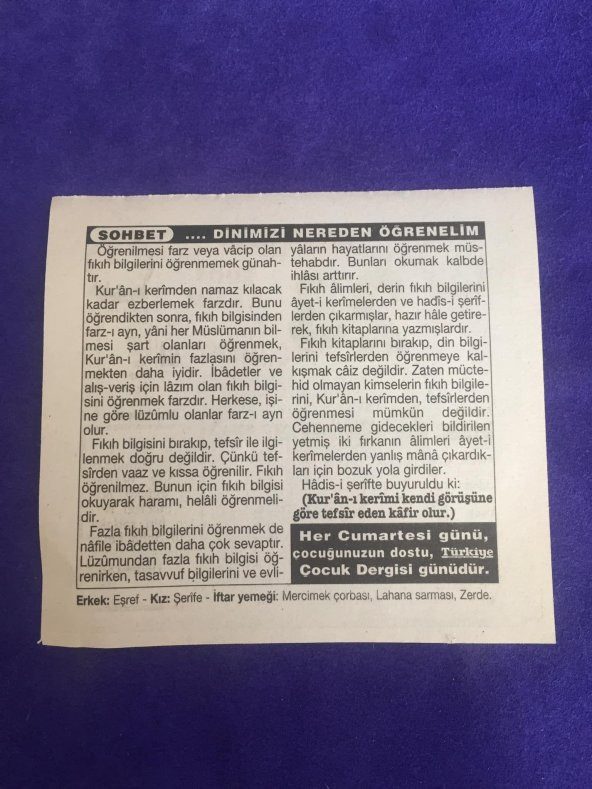 SOHBET .... DİNİMİZİ NEREDEN ÖĞRENELİM
Öğrenilmesi farz veya vâcip olan
fıkıh bilgilerini öğrenmemek günah-
tır.
Kur'ân-ı kerîmden namaz kılacak
kadar ezberlemek farzdır. Bunu
öğrendikten sonra, fıkıh bilgisinden
farz-ı ayn, yâni her Müslümanın bil-
mesi şart olanları öğrenmek,
Kur'ân-ı kerîmin fazlasını öğren-
mekten daha iyidir. İbâdetler ve
alış-veriş için lâzım olan fıkıh bilgi-
sini öğrenmek farzdır. Herkese, işi-
ne göre lüzûmlu olanlar farz-ı ayn
olur.
Fıkıh bilgisini bırakıp, tefsîr ile ilgi-
lenmek doğru değildir. Çünkü tef-
sîrden vaaz ve kıssa öğrenilir. Fıkıh
öğrenilmez. Bunun için fıkıh bilgisi
okuyarak haramı, helâli öğrenmeli-
dir.
Fazla fıkıh bilgilerini öğrenmek de
nâfile ibâdetten daha çok sevaptır.
Lüzûmundan fazla fıkıh bilgisi öğ-
renirken, tasavvuf bilgilerini ve evli-
yâların hayatlarını öğrenmek müs-
tehabdır. Bunları okumak kalbde
ihlâsı arttırır.
Fıkıh âlimleri, derin fıkıh bilgilerini
âyet-i kerîmelerden ve hadîs-i şerîf-
lerden çıkarmışlar, hazır hâle getire-
rek, fıkıh kitaplarına yazmışlardır.
Fıkıh kitaplarını bırakıp, din bilgi-
lerini tefsîrlerden öğrenmeye kal-
kışmak câiz değildir. Zaten mücte-
hid olmayan kimselerin fıkıh bilgile-
rini, Kur'ân-ı kerîmden, tefsîrlerden
öğrenmesi mümkün değildir.
Cehenneme gidecekleri bildirilen
yetmiş iki fırkanın âlimleri âyet-i
kerîmelerden yanlış mânâ çıkardık-
ları için bozuk yola girdiler.
Hâdis-i şerîfte buyuruldu ki:
(Kur'ân-ı kerîmi kendi görüşüne
göre tefsîr eden kâfir olur.)
Her Cumartesi günü,
çocuğunuzun dostu, Türkiye
Çocuk Dergisi günüdür.
Erkek: Eşref - Kız: Şerife - İftar yemeği: Mercimek çorbası, Lahana sarması, Zerde.